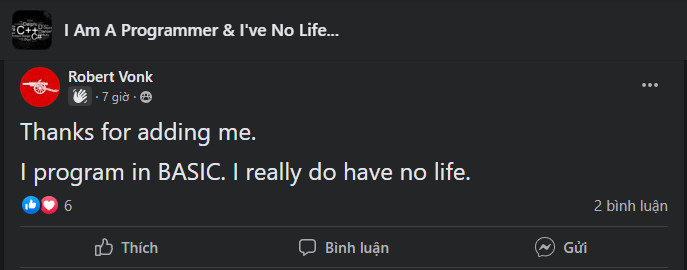 I Am A Programmer & I've No Life...
Robert Vonk
· 7 giờ ·
Thanks for adding me.
I program in BASIC. I really do have no life.
6
2 bình luận
Thích
Bình luận
Gửi